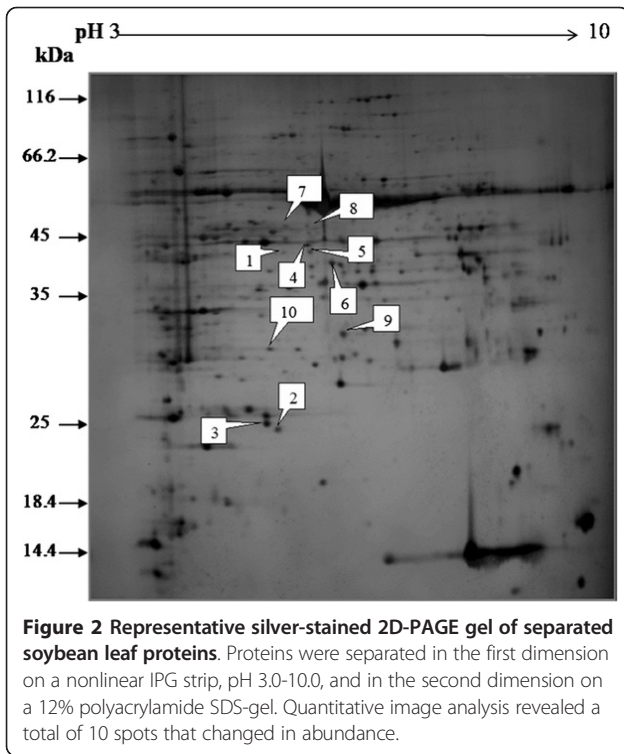 pH 3 10
kDa
116
66.2
7
8
45
1
4
5
6
35
10
9
2
25
3
18.4
14.4
Figure 2 Representative silver-stained 2D-PAGE gel of separated
soybean leaf proteins. Proteins were separated in the first dimension
on a nonlinear IPG strip, pH 3.0-10.0, and in the second dimension on
a 12% polyacrylamide SDS-gel. Quantitative image analysis revealed a
total of 10 spots that changed in abundance.